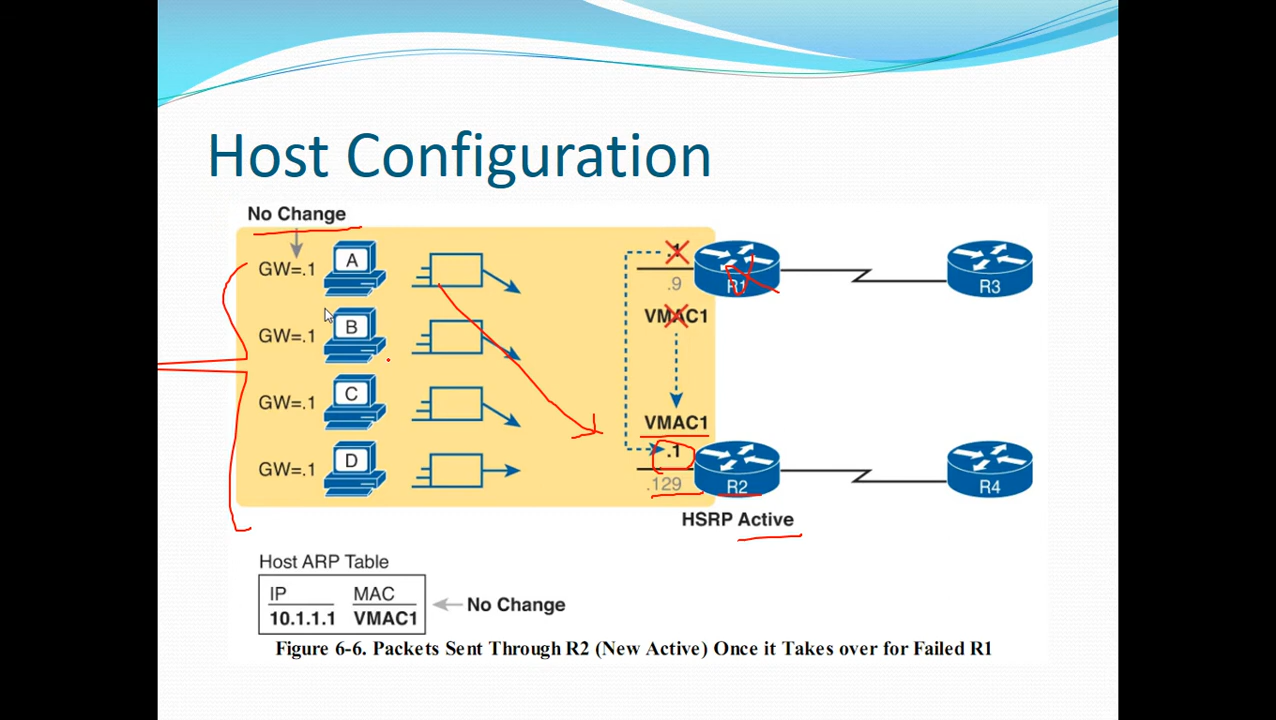 Host Configuration
No Change
GW=.1
A
GW=.1
B
GW=.1
C
GW=.1
D
.1
.9
R1
R3
VMAC1
VMAC1
.1
.129
R2
R4
HSRP Active
Host ARP Table
IP MAC
10.1.1.1 VMAC1
No Change
Figure 6-6. Packets Sent Through R2 (New Active) Once it Takes over for Failed R1